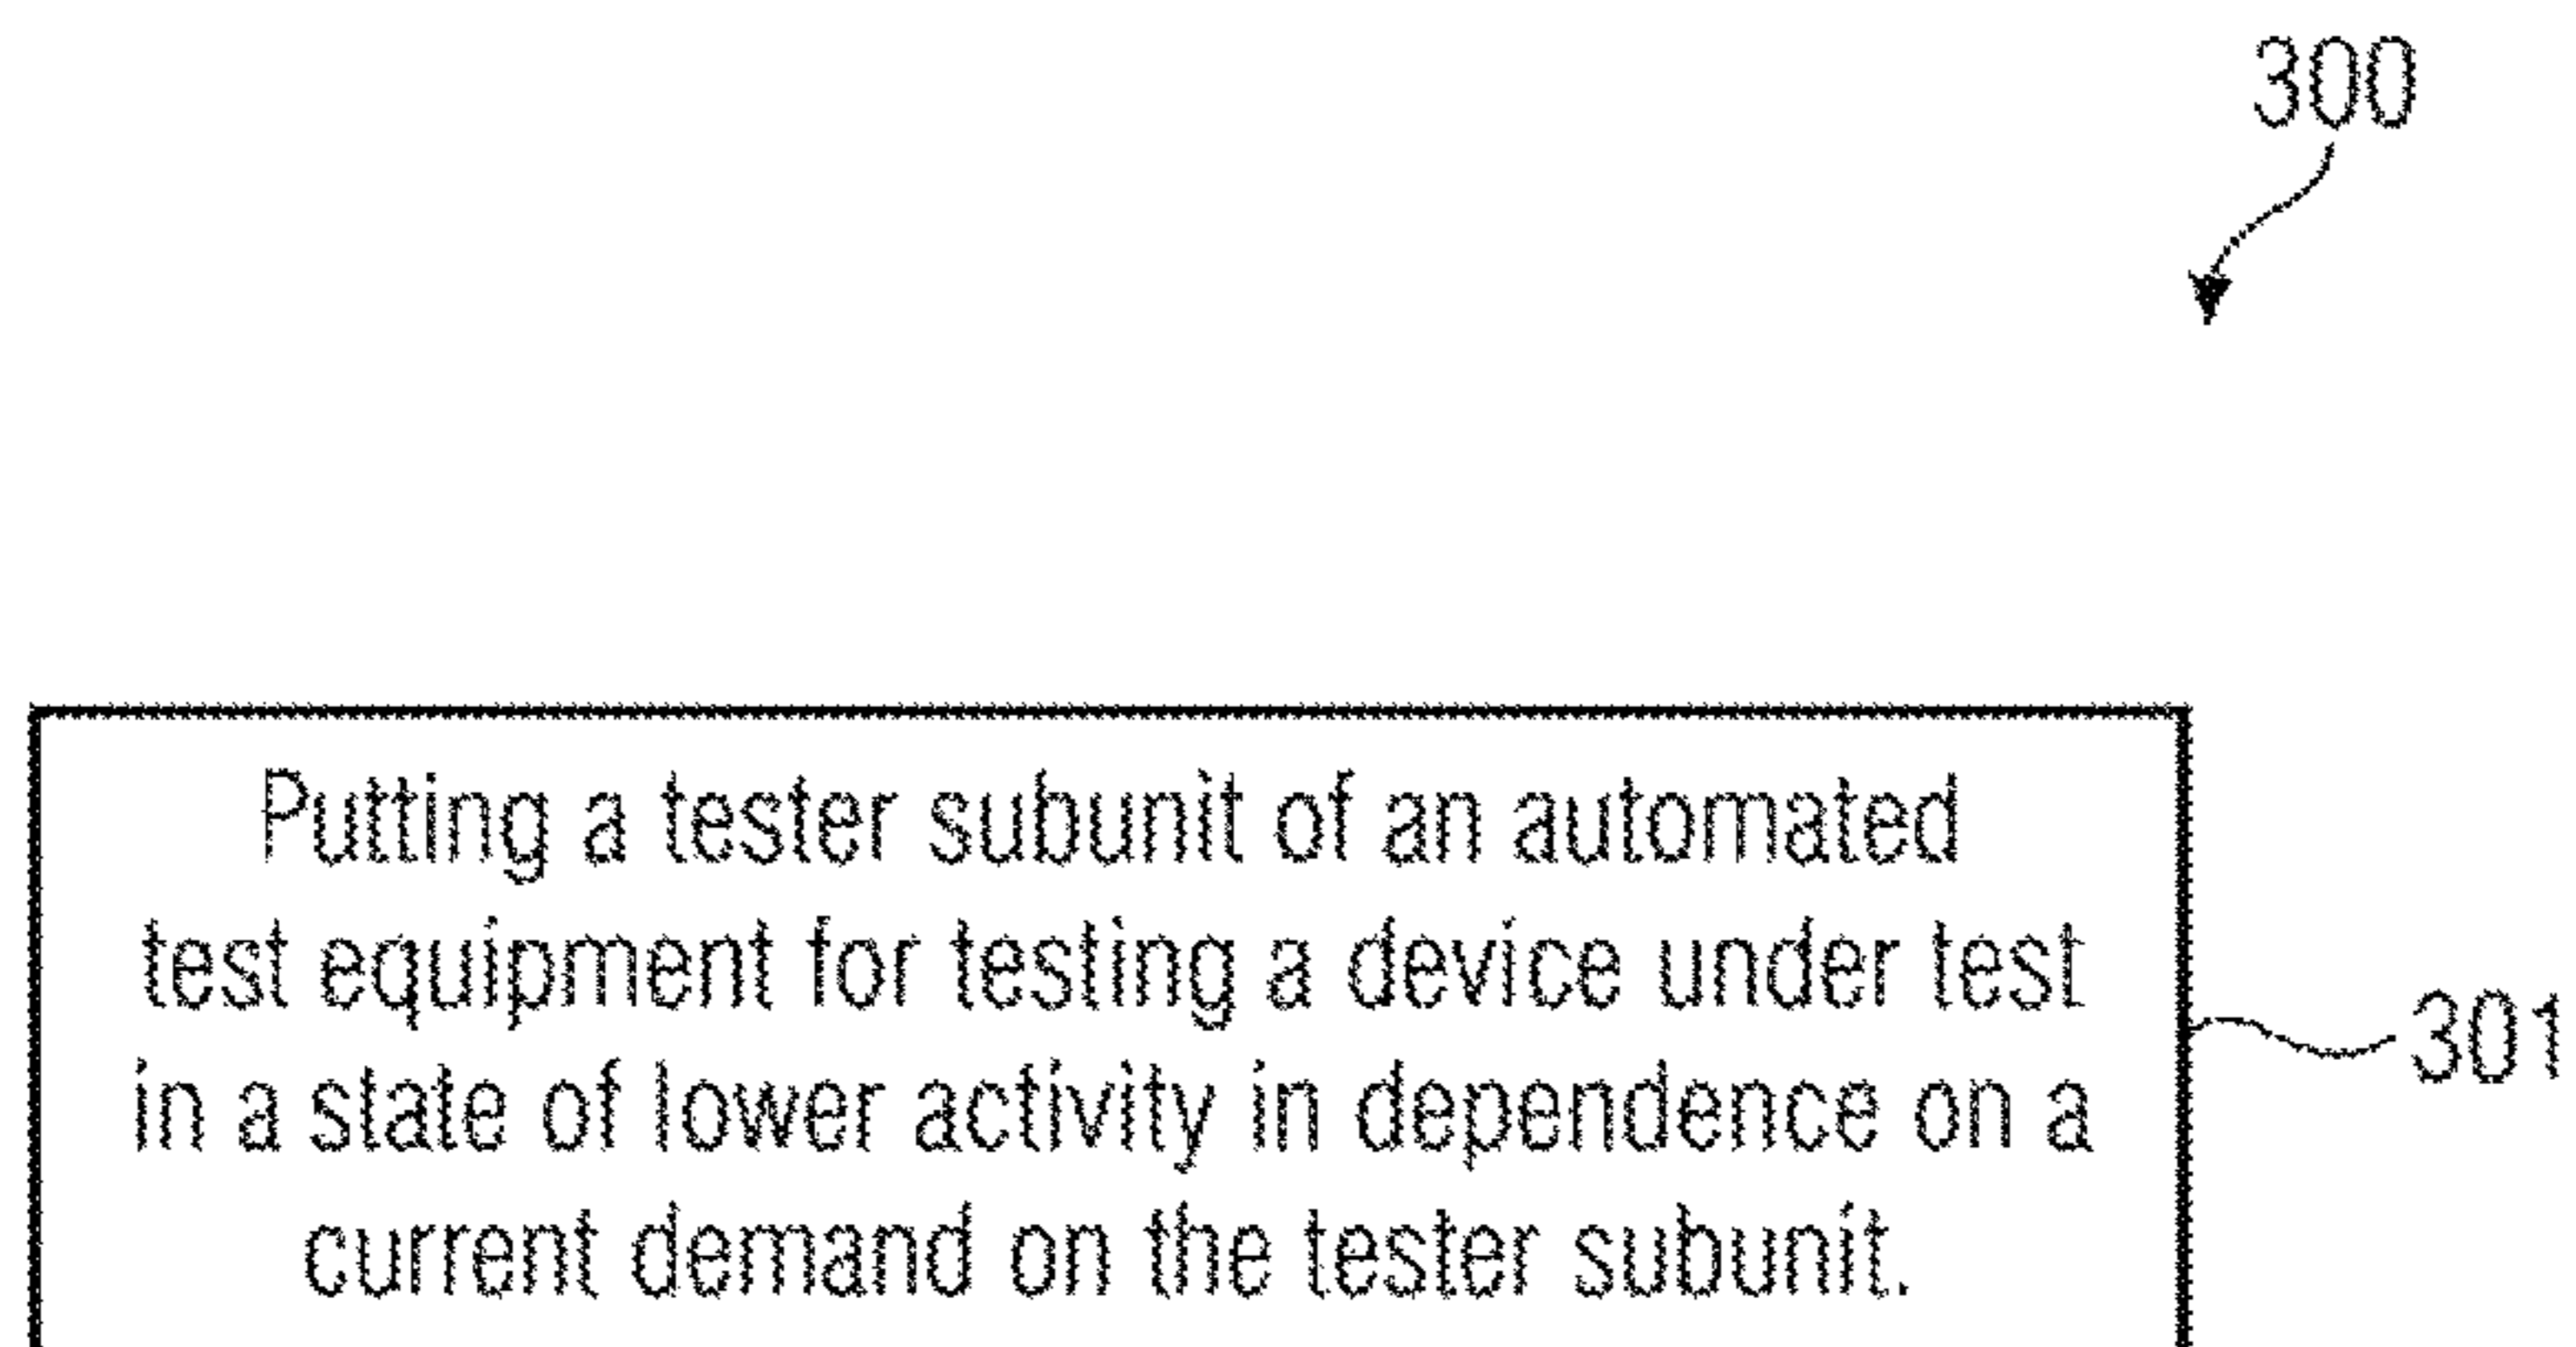 300
Putting a tester subunit of an automated
test equipment for testing a device under test
in a state of lower activity in dependence on a
current demand on the tester subunit.
301